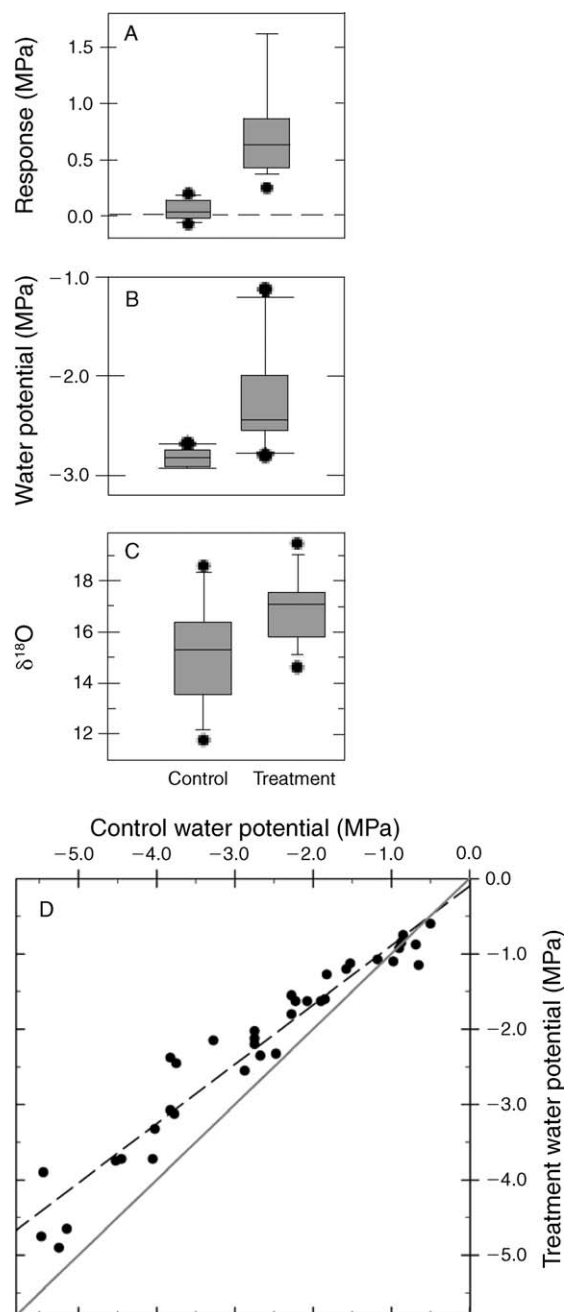 A
Response (MPa)
1.5
1.0
0.5
0.0
B
Water potential (MPa)
−1.0
−2.0
−3.0
C
δ¹⁸O
18
16
14
12
Control Treatment
Control water potential (MPa)
−5.0 −4.0 −3.0 −2.0 −1.0 0.0
D
0.0
−1.0
−2.0
−3.0
−4.0
−5.0
Treatment water potential (MPa)